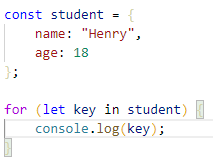 const student = {
    name: "Henry",
    age: 18
};

for (let key in student) {
    console.log(key);
}